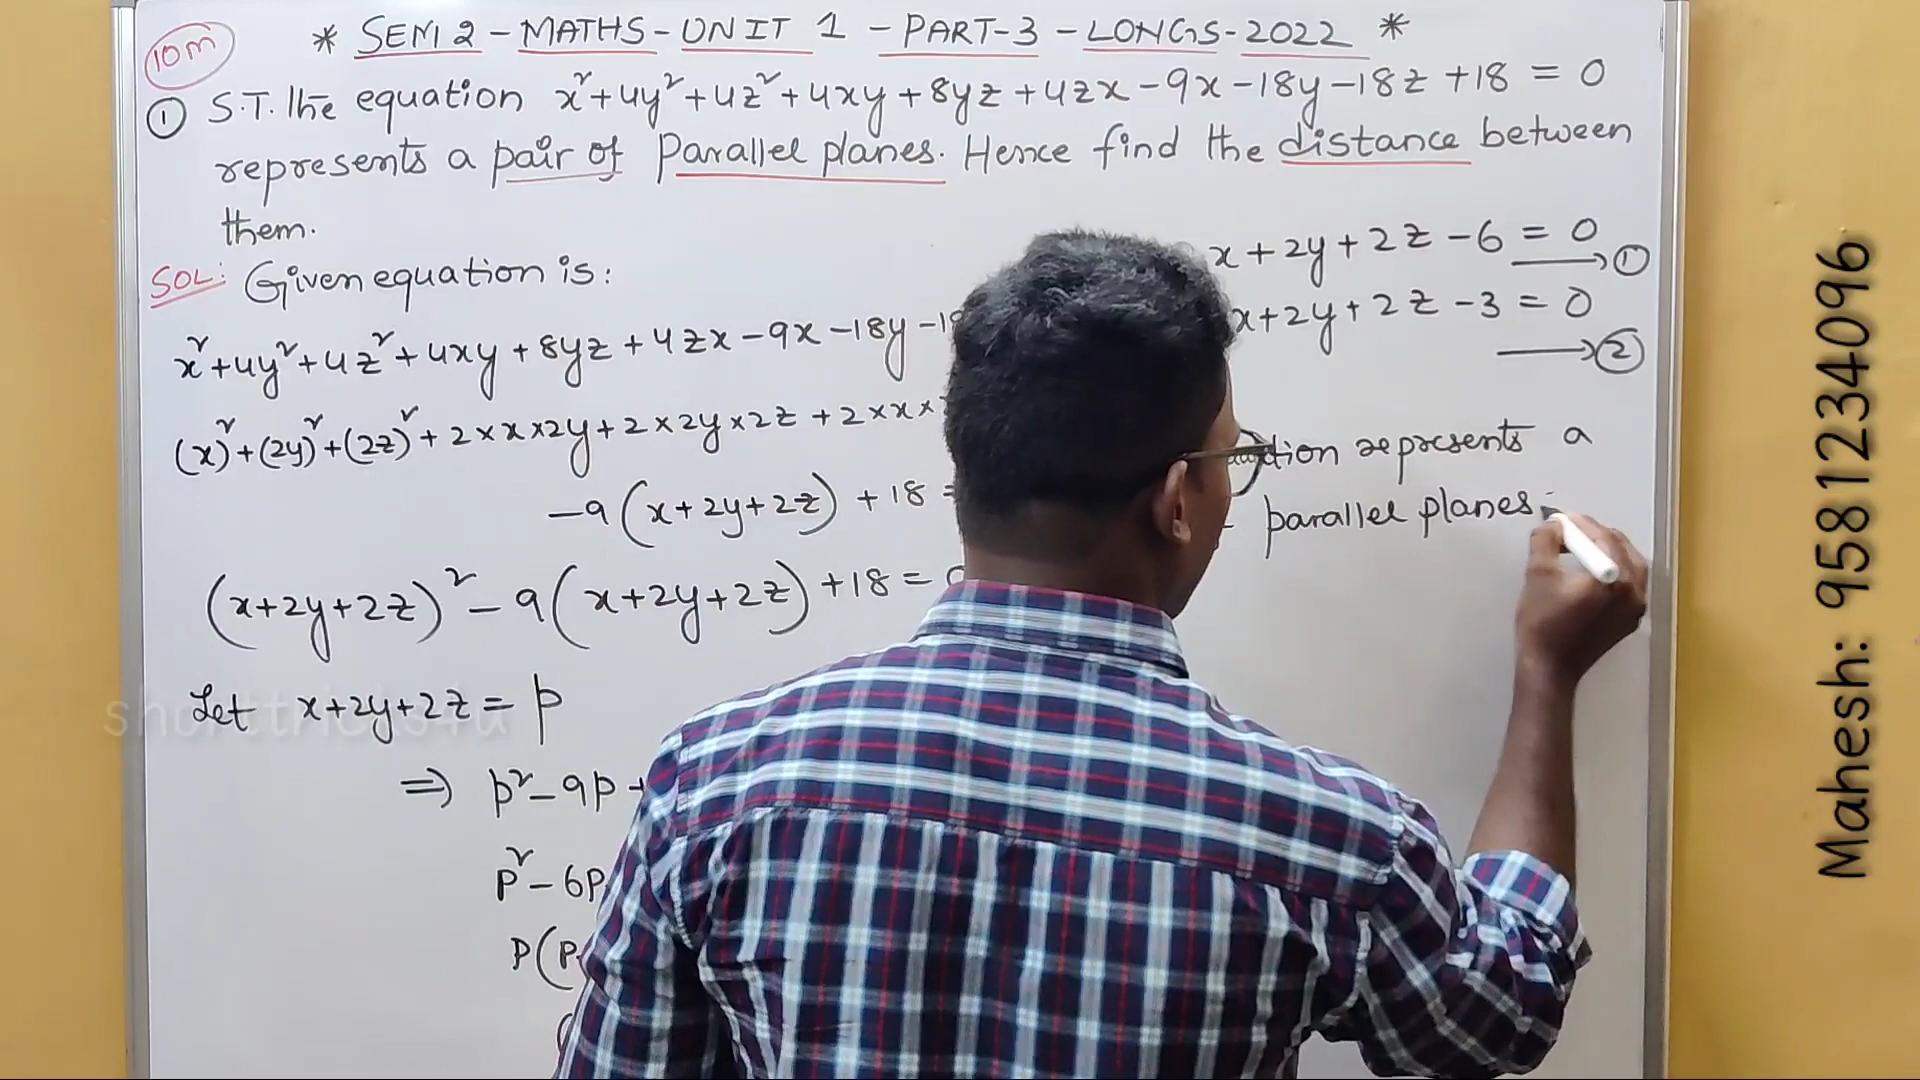 10m
* SEM 2 - MATHS - UNIT 1 - PART-3 - LONGS - 2022 *
① S.T. the equation x²+4y²+4z²+4xy+8yz+4zx-9x-18y-18z+18 = 0
represents a pair of parallel planes. Hence find the distance between
them.
SOL: Given equation is:
x²+4y²+4z²+4xy+8yz+4zx-9x-18y-1
(x)²+(2y)²+(2z)²+2×x×2y+2×2y×2z+2×x×
-9(x+2y+2z)+18 =
(x+2y+2z)²-9(x+2y+2z)+18=0
Let x+2y+2z = p
⇒ p²-9p+
p²-6p
p(p-
(
x+2y+2z-6 = 0
→①
x+2y+2z-3 = 0
→②
represents a
parallel planes.
shorttricks4u
Mahesh: 9581234096